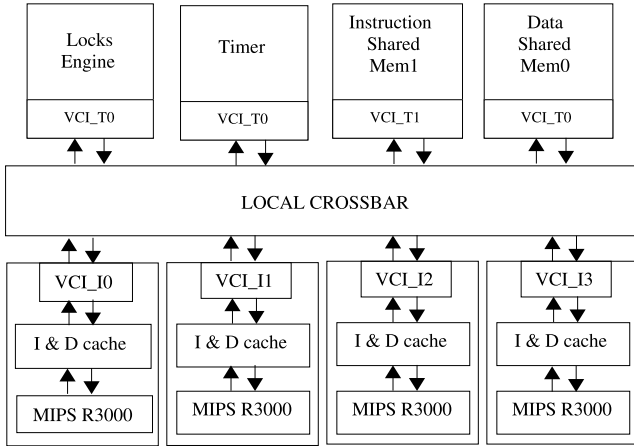 Locks
Engine
VCI_T0
Timer
VCI_T0
Instruction
Shared
Mem1
VCI_T1
Data
Shared
Mem0
VCI_T0
LOCAL CROSSBAR
VCI_I0
I & D cache
MIPS R3000
VCI_I1
I & D cache
MIPS R3000
VCI_I2
I & D cache
MIPS R3000
VCI_I3
I & D cache
MIPS R3000